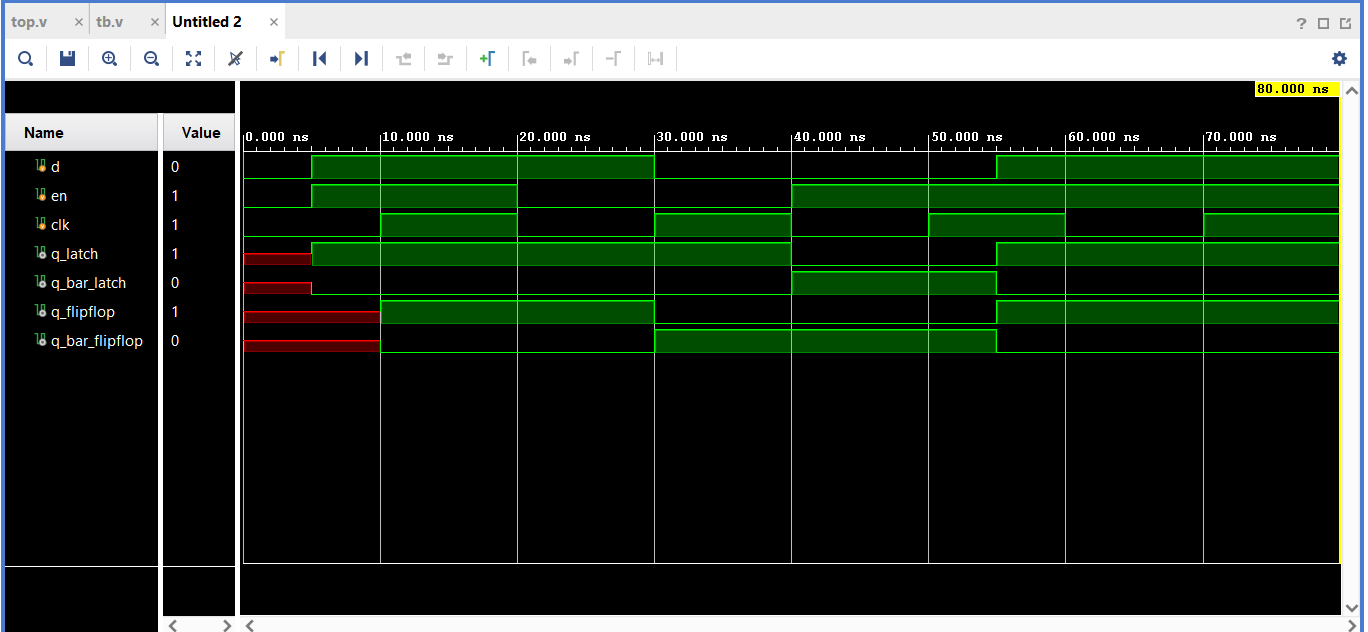 top.v × tb.v × Untitled 2 ×
?
80.000 ns
Name Value
0.000 ns 10.000 ns 20.000 ns 30.000 ns 40.000 ns 50.000 ns 60.000 ns 70.000 ns
d 0
en 1
clk 1
q_latch 1
q_bar_latch 0
q_flipflop 1
q_bar_flipflop 0